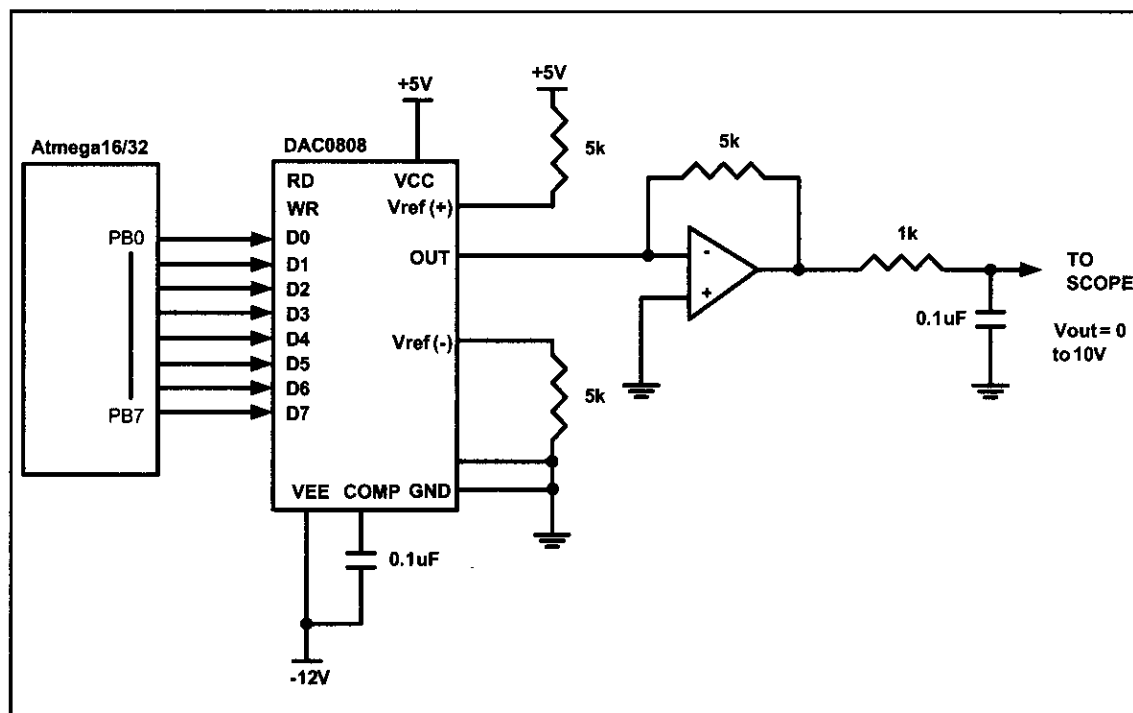 +5V
+5V
Atmega16/32
DAC0808
5k
5k
RD
VCC
WR
Vref (+)
PB0
D0
OUT
1k
D1
-
TO
SCOPE
D2
+
D3
0.1uF
D4
Vref (-)
Vout = 0
to 10V
D5
D6
5k
PB7
D7
VEE
COMP
GND
0.1uF
-12V